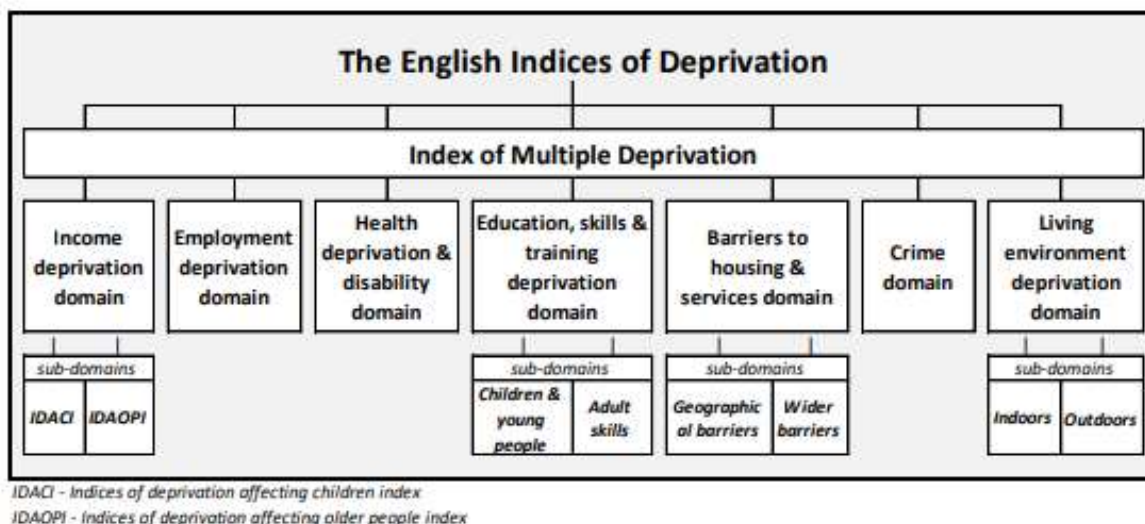 The English Indices of Deprivation
Index of Multiple Deprivation
Income
deprivation
domain
Employment
deprivation
domain
Health
deprivation &
disability
domain
Education, skills &
training
deprivation
domain
Barriers to
housing &
services domain
Crime
domain
Living
environment
deprivation
domain
sub-domains
IDACI
IDAOPI
sub-domains
Children &
young
people
Adult
skills
sub-domains
Geographic
al barriers
Wider
barriers
sub-domains
Indoors
Outdoors
IDACI - Indices of deprivation affecting children index
IDAOPI - Indices of deprivation affecting older people index